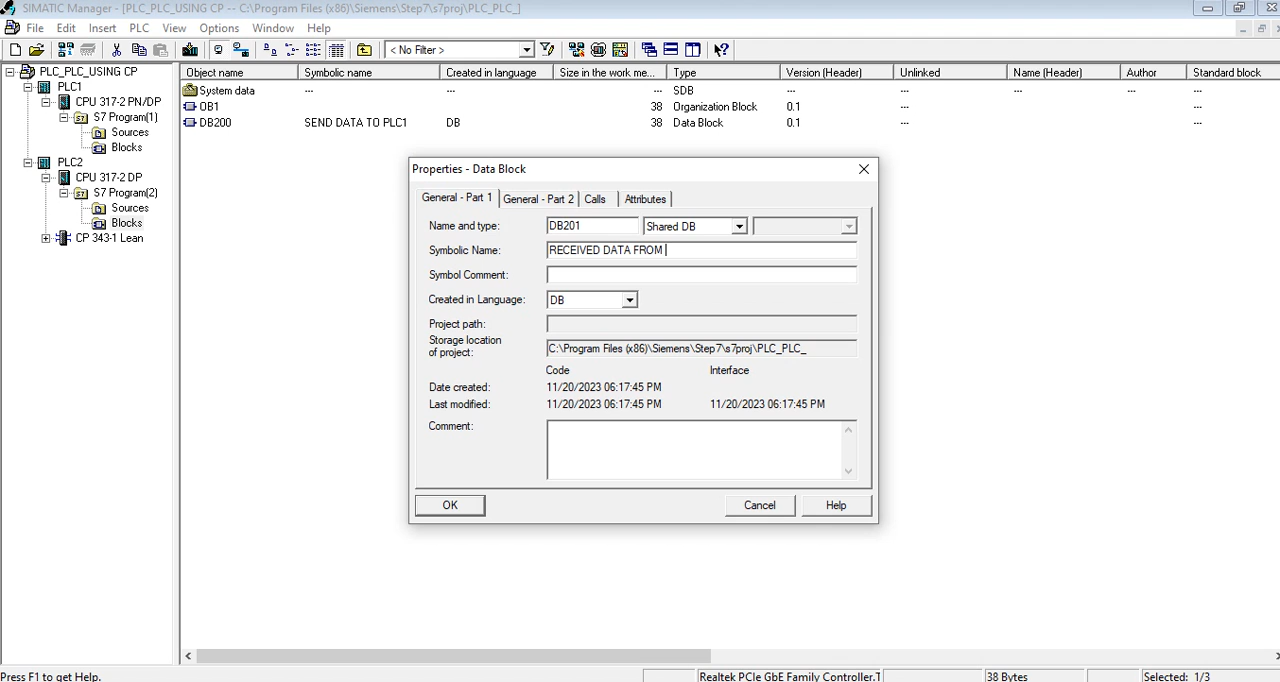 SIMATIC Manager - [PLC_PLC_USING CP -- C:\Program Files (x86)\Siemens\Step7\s7proj\PLC_PLC_]
File Edit Insert PLC View Options Window Help
< No Filter >
PLC_PLC_USING CP
PLC1
CPU 317-2 PN/DP
S7 Program(1)
Sources
Blocks
PLC2
CPU 317-2 DP
S7 Program(2)
Sources
Blocks
CP 343-1 Lean
Object name Symbolic name Created in language Size in the work me... Type Version (Header) Unlinked Name (Header) Author Standard block
System data --- --- --- SDB --- --- --- ---
OB1 38 Organization Block 0.1 --- ---
DB200 SEND DATA TO PLC1 DB 38 Data Block 0.1 --- ---
Properties - Data Block
General - Part 1 General - Part 2 Calls Attributes
Name and type: DB201 Shared DB
Symbolic Name: RECEIVED DATA FROM
Symbol Comment:
Created in Language: DB
Project path:
Storage location
of project: C:\Program Files (x86)\Siemens\Step7\s7proj\PLC_PLC_
Code Interface
Date created: 11/20/2023 06:17:45 PM
Last modified: 11/20/2023 06:17:45 PM 11/20/2023 06:17:45 PM
Comment:
OK Cancel Help
Press F1 to get Help. Realtek PCIe GbE Family Controller.T 38 Bytes Selected: 1/3